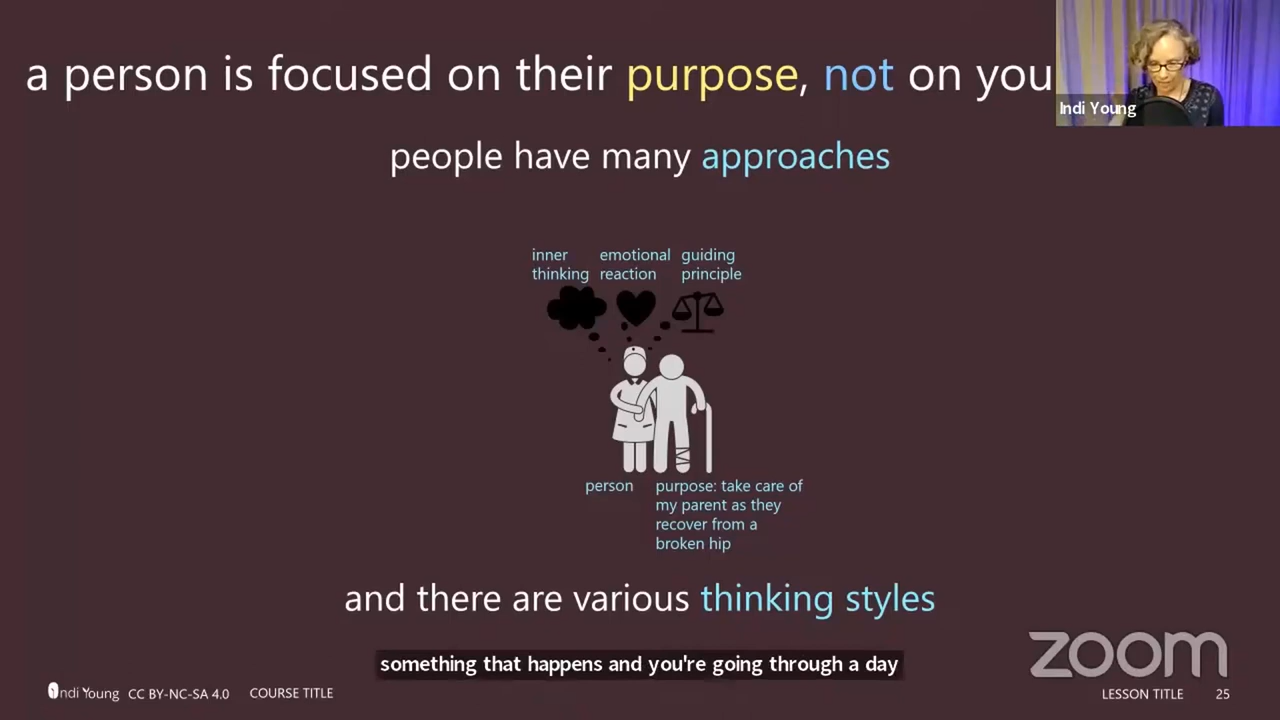 a person is focused on their purpose, not on you
Indi Young
people have many approaches
inner thinking
emotional reaction
guiding principle
person
purpose: take care of
my parent as they
recover from a
broken hip
and there are various thinking styles
something that happens and you're going through a day
zoom
Indi Young CC BY-NC-SA 4.0 COURSE TITLE
LESSON TITLE 25